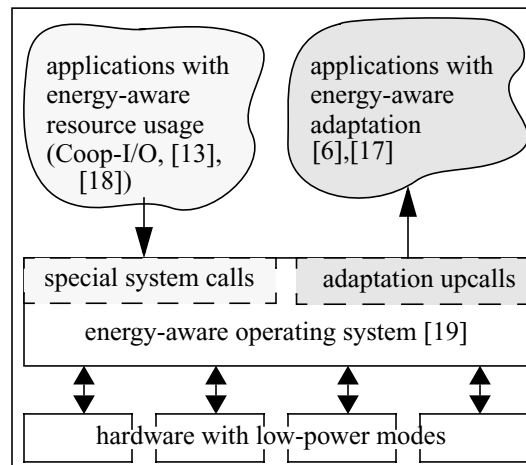 applications with
energy-aware
resource usage
(Coop-I/O, [13],
[18])
applications with
energy-aware
adaptation
[6],[17]
special system calls
adaptation upcalls
energy-aware operating system [19]
hardware with low-power modes